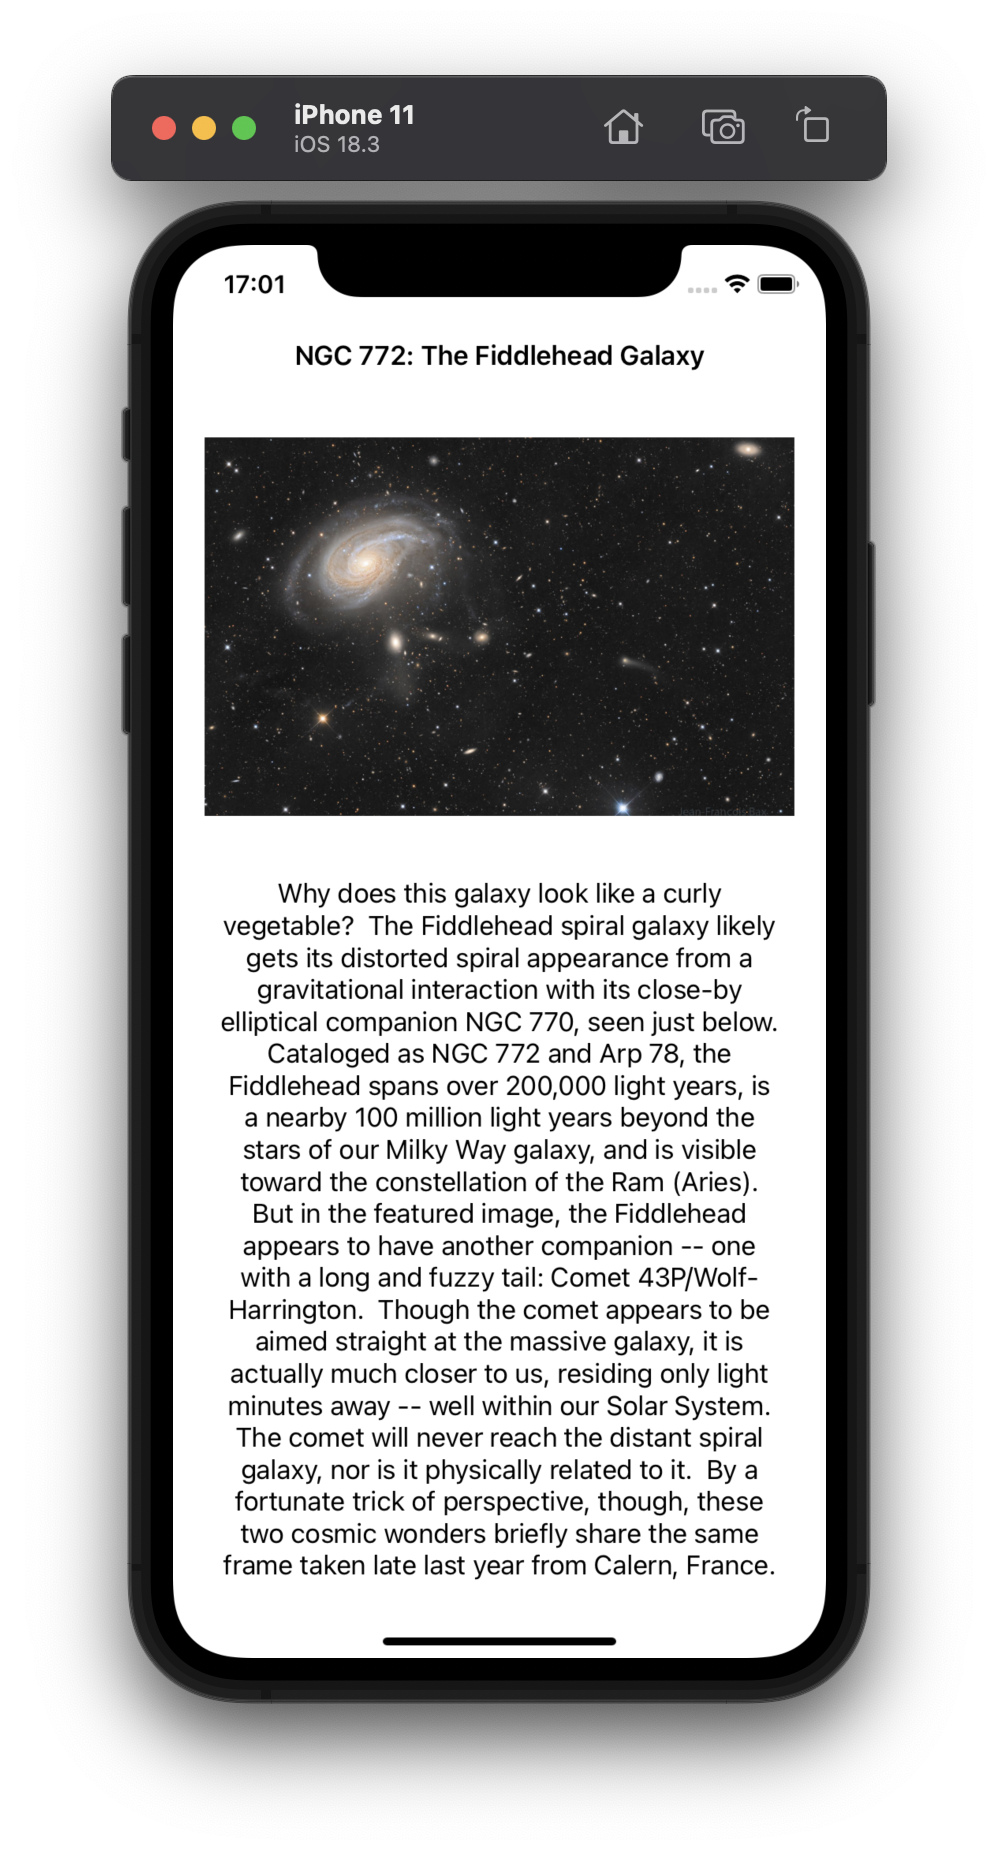 iPhone 11
iOS 18.3
17:01
NGC 772: The Fiddlehead Galaxy
Jean-François Bax
Why does this galaxy look like a curly
vegetable?  The Fiddlehead spiral galaxy likely
gets its distorted spiral appearance from a
gravitational interaction with its close-by
elliptical companion NGC 770, seen just below.
Cataloged as NGC 772 and Arp 78, the
Fiddlehead spans over 200,000 light years, is
a nearby 100 million light years beyond the
stars of our Milky Way galaxy, and is visible
toward the constellation of the Ram (Aries).
But in the featured image, the Fiddlehead
appears to have another companion -- one
with a long and fuzzy tail: Comet 43P/Wolf-
Harrington.  Though the comet appears to be
aimed straight at the massive galaxy, it is
actually much closer to us, residing only light
minutes away -- well within our Solar System.
The comet will never reach the distant spiral
galaxy, nor is it physically related to it.  By a
fortunate trick of perspective, though, these
two cosmic wonders briefly share the same
frame taken late last year from Calern, France.